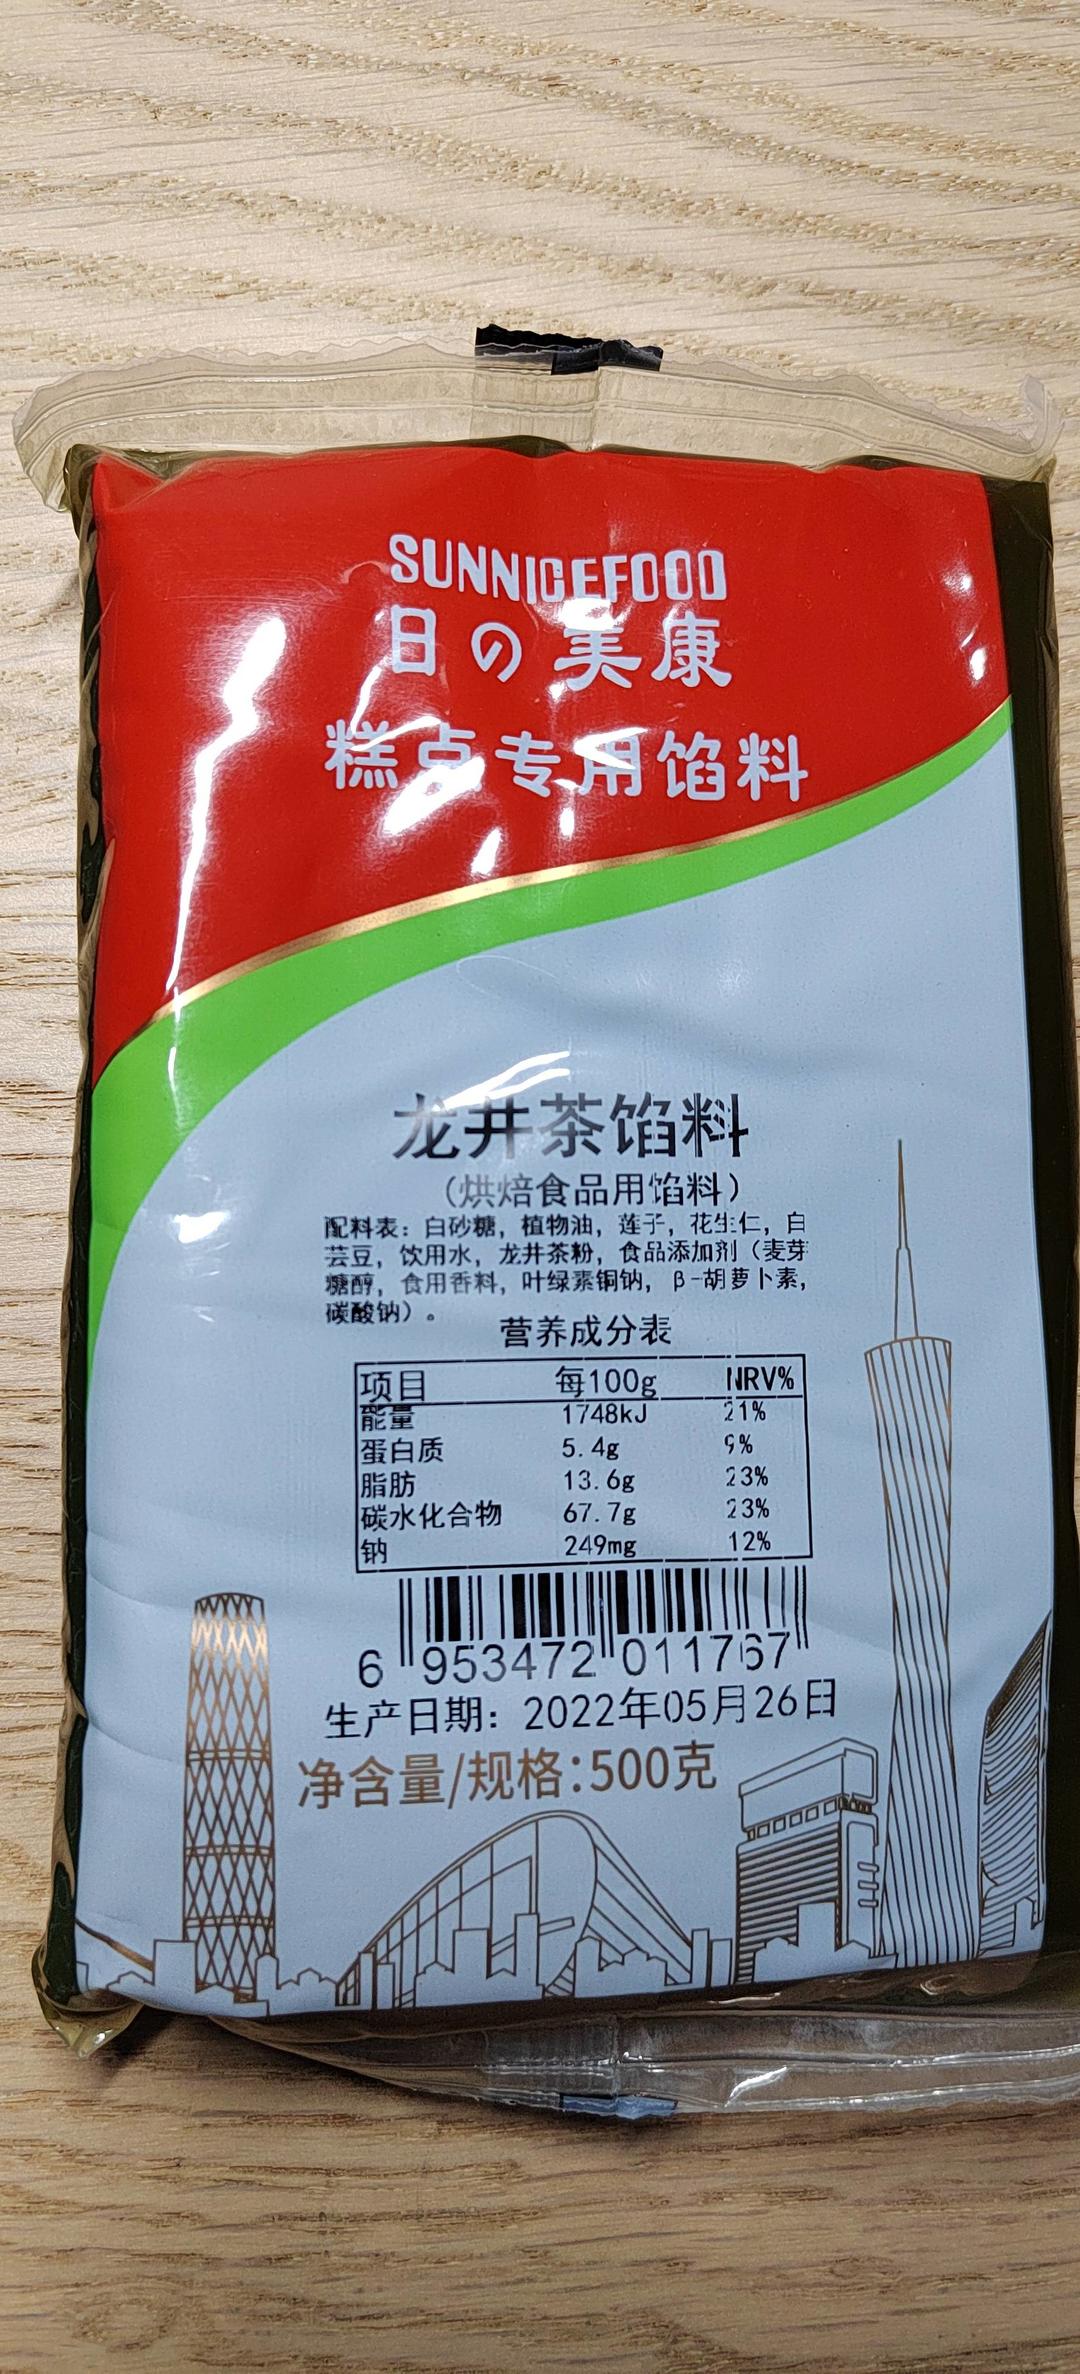 SUNNICEFOOD
日の美康
糕点专用馅料
龙井茶馅料
（烘焙食品用馅料）
配料表：白砂糖，植物油，莲子，花生仁，白
芸豆，饮用水，龙井茶粉，食品添加剂（麦芽
糖醇，食用香料，叶绿素铜钠，β-胡萝卜素，
碳酸钠）。
营养成分表
项目 每100g NRV%
能量 1748kJ 21%
蛋白质 5.4g 9%
脂肪 13.6g 23%
碳水化合物 67.7g 23%
钠 249mg 12%
6 953472 011767
生产日期：2022年05月26日
净含量/规格:500克